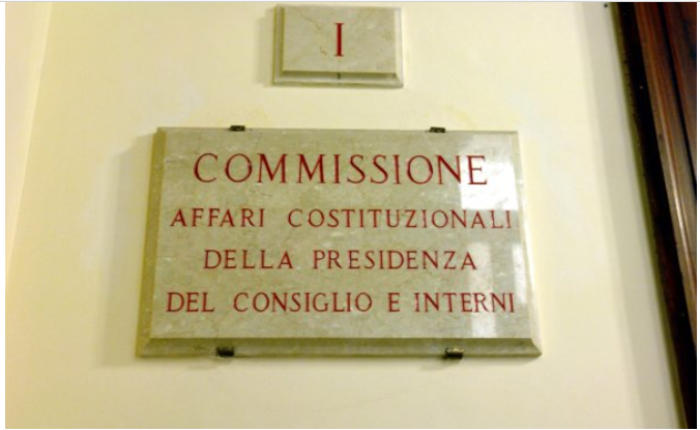 I
COMMISSIONE
AFFARI COSTITUZIONALI
DELLA PRESIDENZA
DEL CONSIGLIO E INTERNI